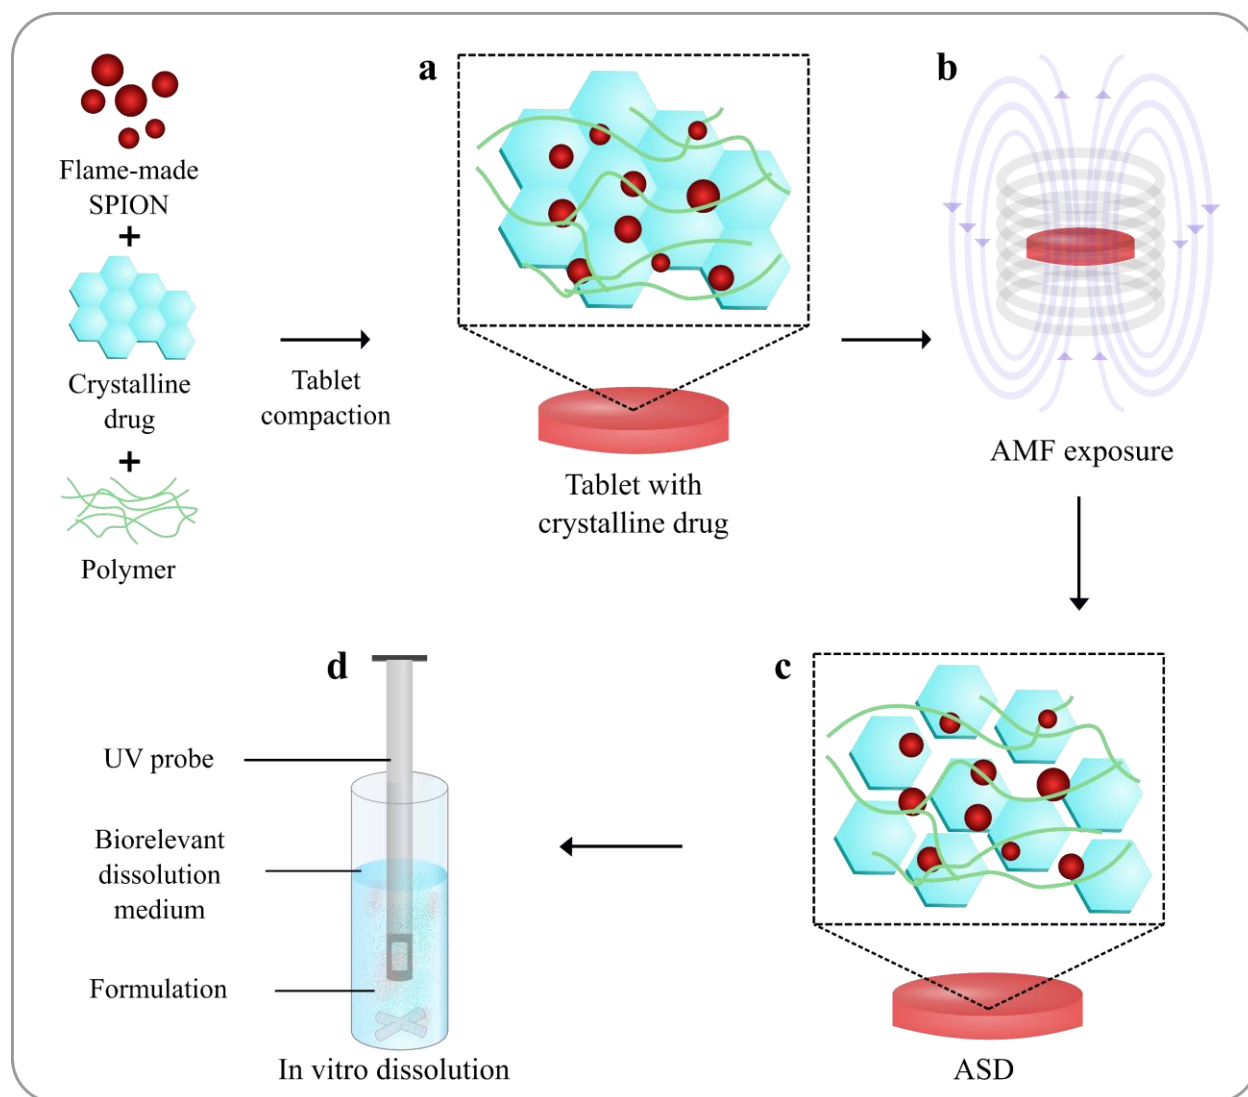 Flame-made
SPION
+
Crystalline
drug
+
Polymer
Tablet
compaction
a
Tablet with
crystalline drug
b
AMF exposure
c
ASD
d
UV probe
Biorelevant
dissolution
medium
Formulation
In vitro dissolution